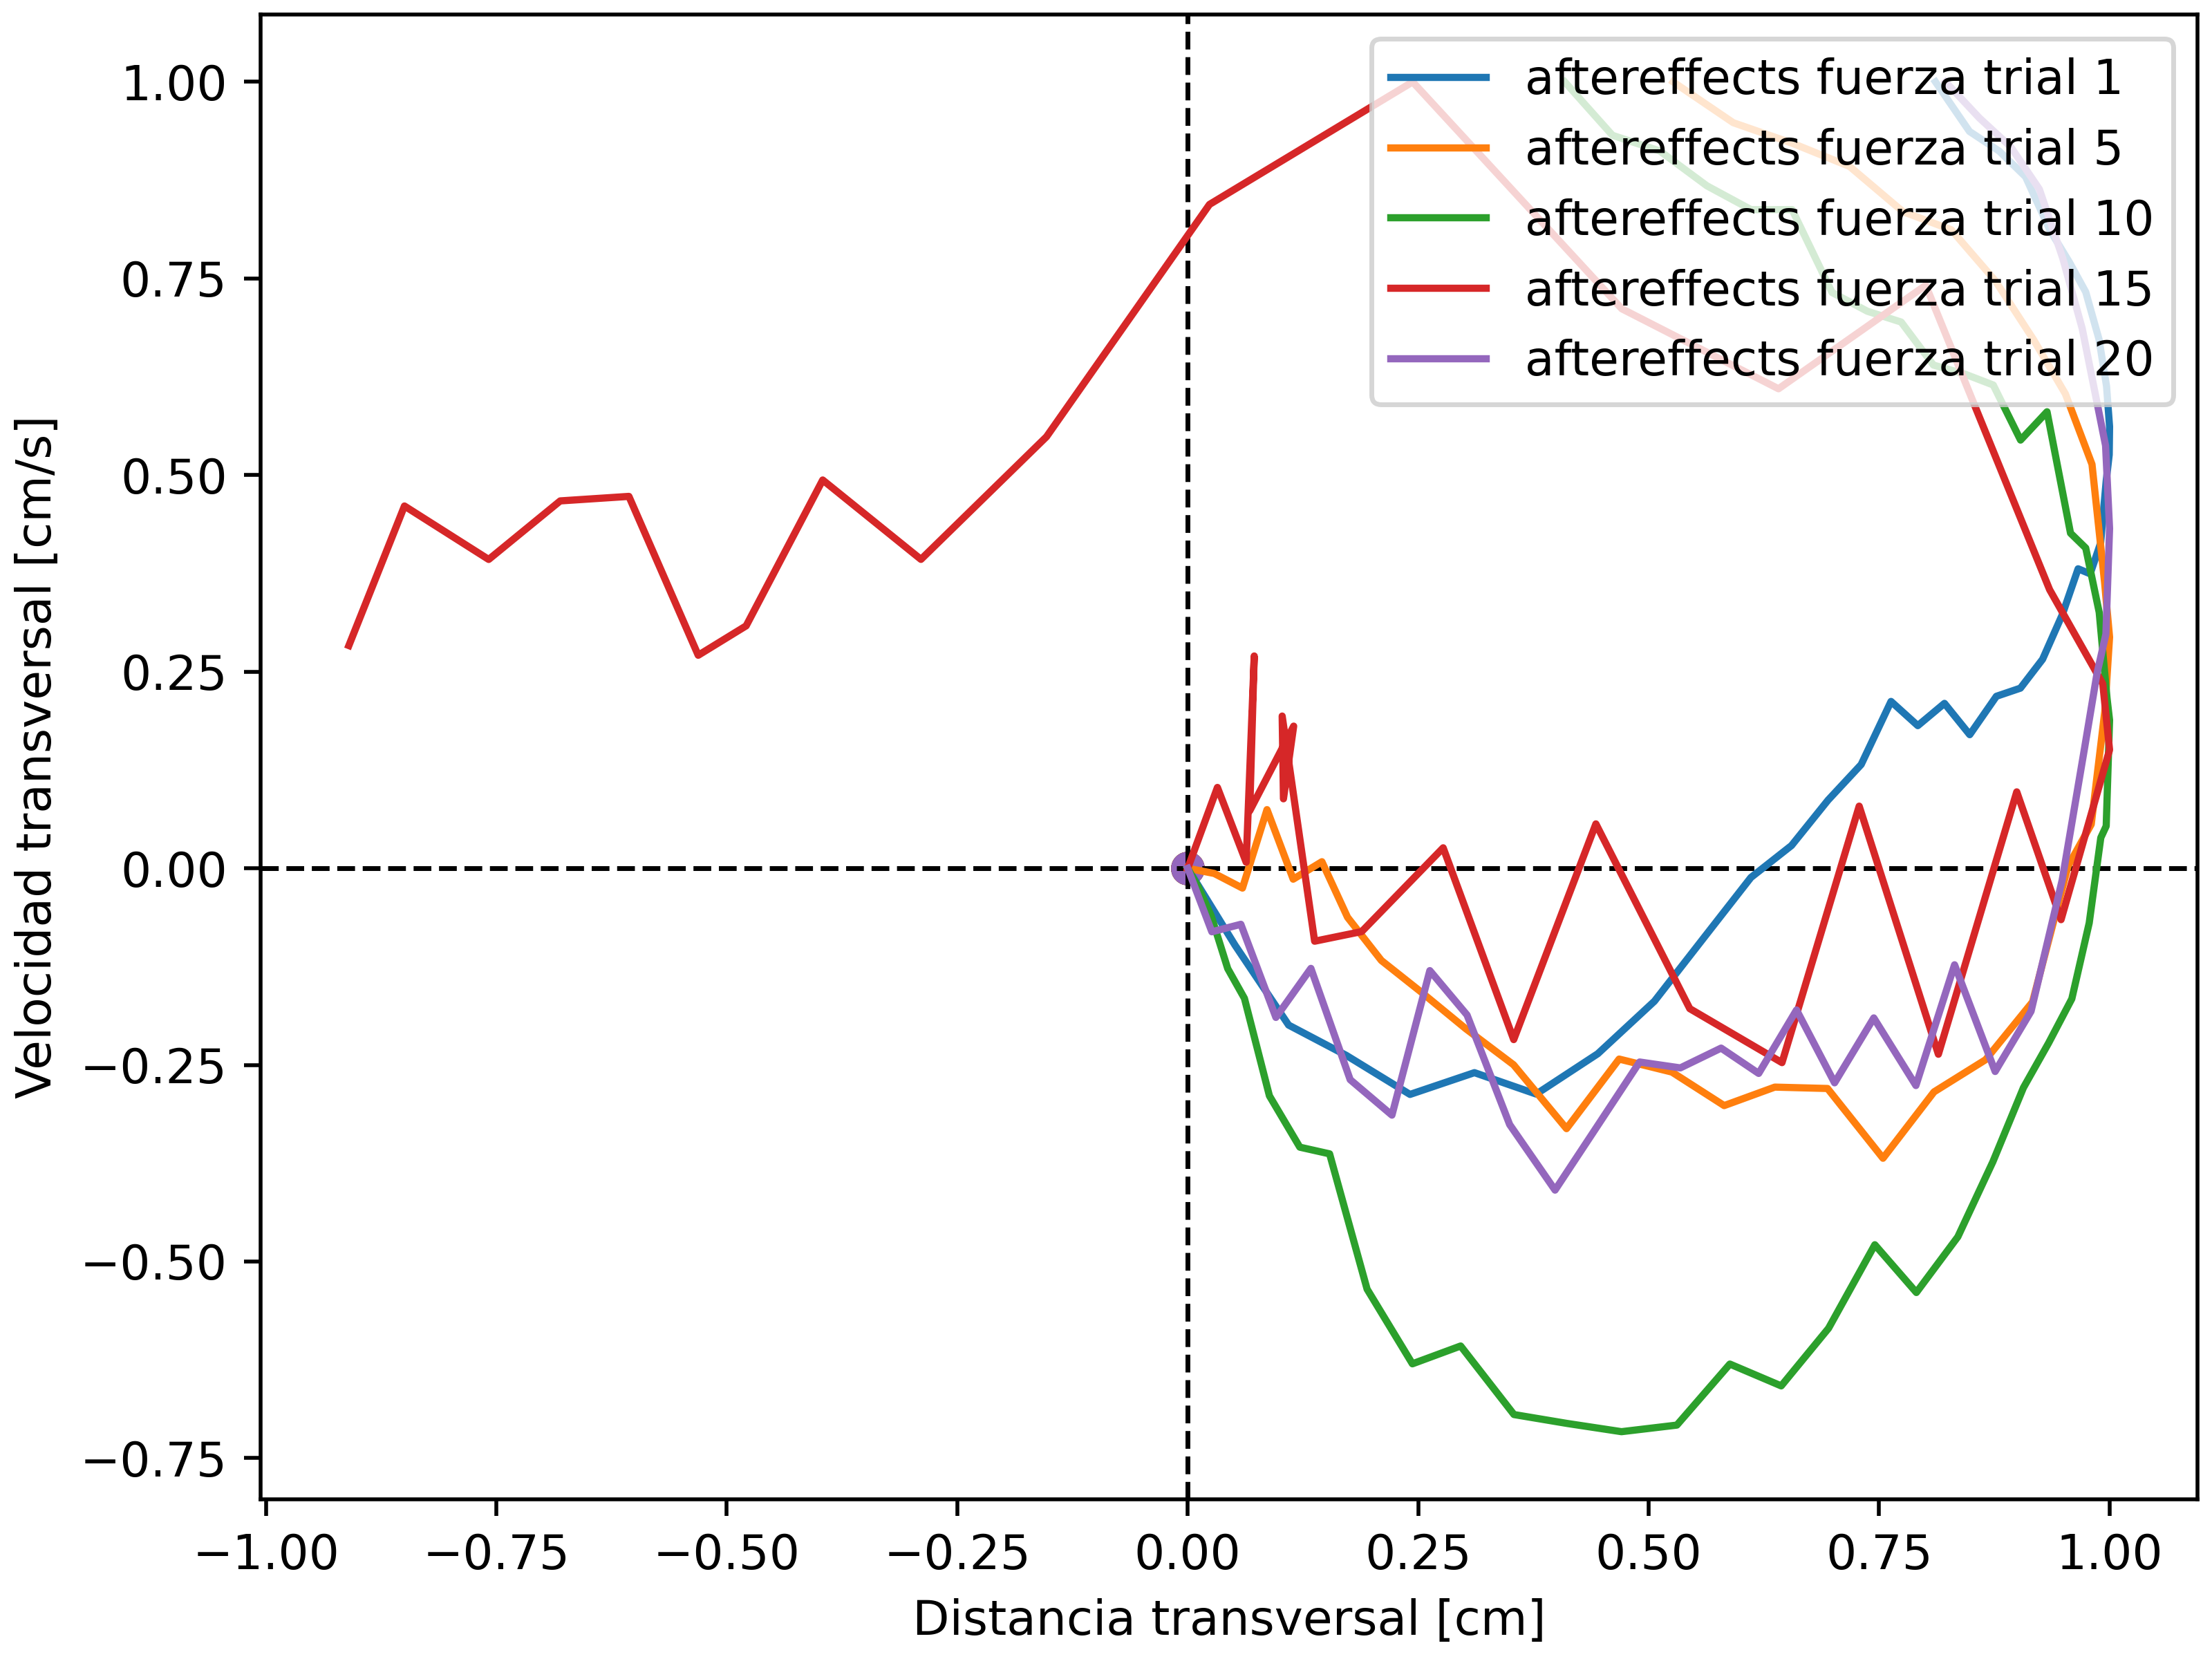 aftereffects fuerza trial 1
aftereffects fuerza trial 5
aftereffects fuerza trial 10
aftereffects fuerza trial 15
aftereffects fuerza trial 20
1.00
0.75
0.50
0.25
0.00
−0.25
−0.50
−0.75
Velocidad transversal [cm/s]
−1.00 −0.75 −0.50 −0.25 0.00 0.25 0.50 0.75 1.00
Distancia transversal [cm]